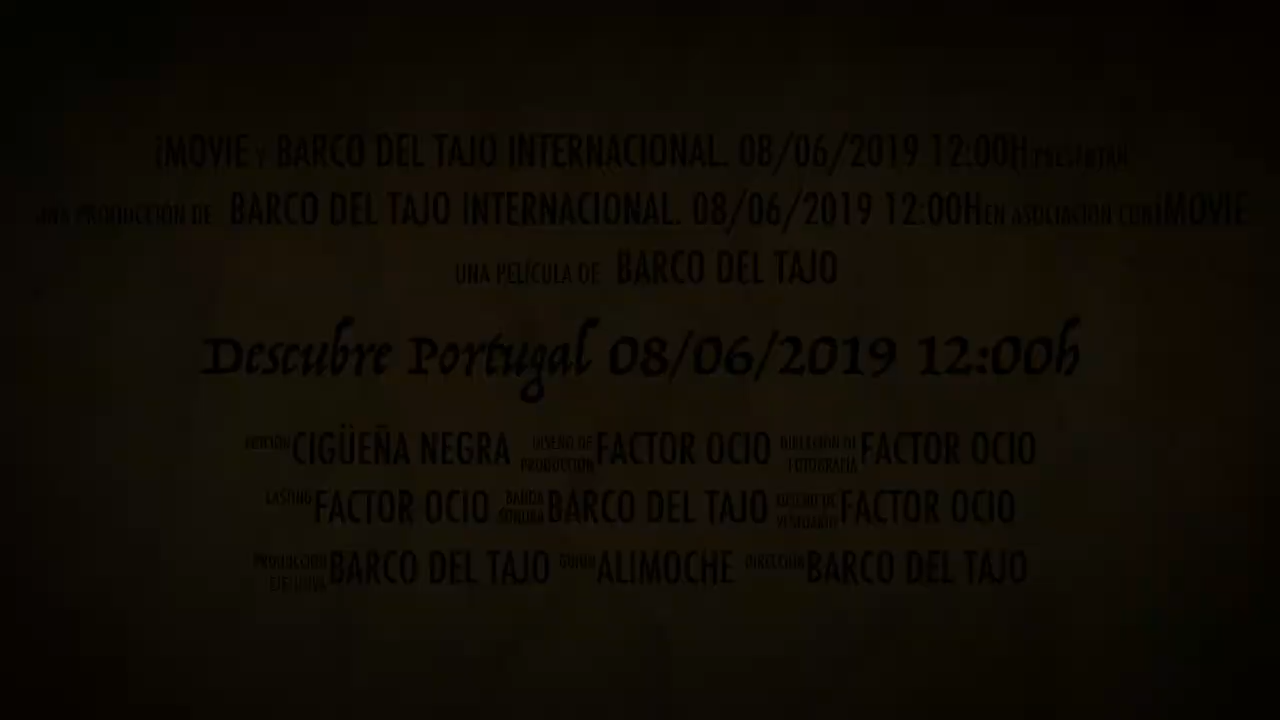 iMOVIE Y BARCO DEL TAJO INTERNACIONAL. 08/06/2019 12:00H PRESENTAN
UNA PRODUCCIÓN DE BARCO DEL TAJO INTERNACIONAL. 08/06/2019 12:00H EN ASOCIACIÓN CON iMOVIE
UNA PELÍCULA DE BARCO DEL TAJO
Descubre Portugal 08/06/2019 12:00h
EDICIÓN CIGÜEÑA NEGRA DISEÑO DE PRODUCCIÓN FACTOR OCIO DIRECCIÓN DE FOTOGRAFÍA FACTOR OCIO
CASTING FACTOR OCIO BANDA SONORA BARCO DEL TAJO DISEÑO DE VESTUARIO FACTOR OCIO
PRODUCCIÓN EJECUTIVA BARCO DEL TAJO GUION ALIMOCHE DIRECCIÓN BARCO DEL TAJO